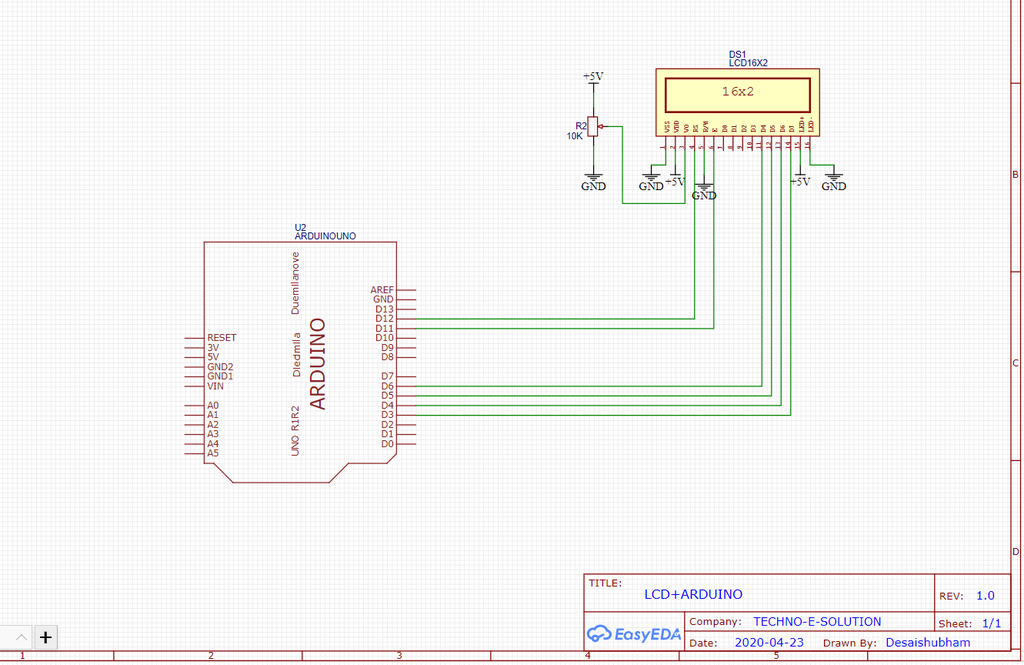 DS1
LCD16X2
16x2
VSS
VDD
VO
RS
R/W
E
D0
D1
D2
D3
D4
D5
D6
D7
LED+
LED-
1
2
3
4
5
6
7
8
9
10
11
12
13
14
15
16
+5V
R2
10K
GND
GND
+5V
GND
+5V
GND
B
U2
ARDUINOUNO
Duemilanove
Diedmila
UNO R1R2
ARDUINO
RESET
3V
5V
GND2
GND1
VIN
A0
A1
A2
A3
A4
A5
AREF
GND
D13
D12
D11
D10
D9
D8
D7
D6
D5
D4
D3
D2
D1
D0
C
D
TITLE:
LCD+ARDUINO
REV: 1.0
EasyEDA
Company: TECHNO-E-SOLUTION
Sheet: 1/1
Date: 2020-04-23 Drawn By: Desaishubham
1 2 3 4 5